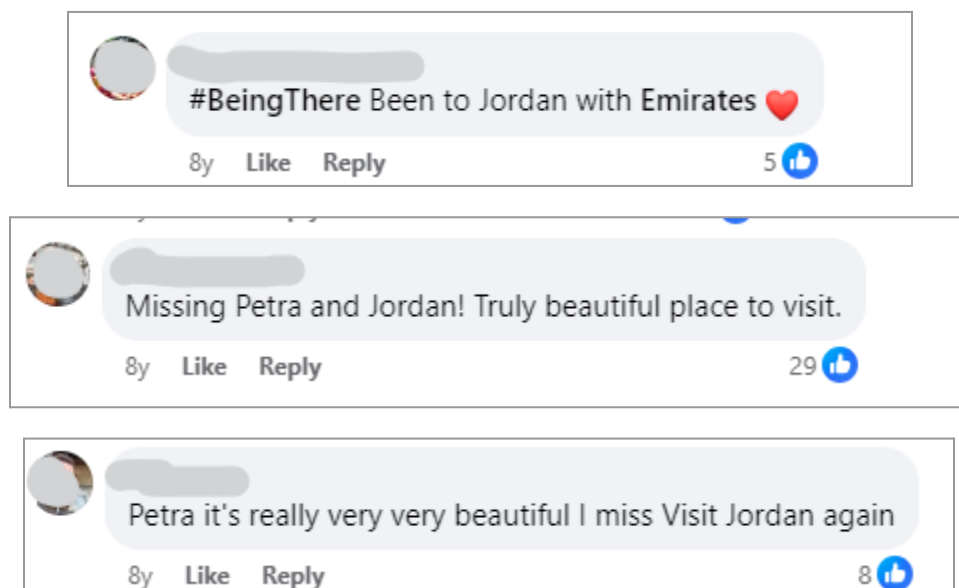 #BeingThere Been to Jordan with Emirates ❤️
8y Like Reply 5
Missing Petra and Jordan! Truly beautiful place to visit.
8y Like Reply 29
Petra it's really very very beautiful I miss Visit Jordan again
8y Like Reply 8